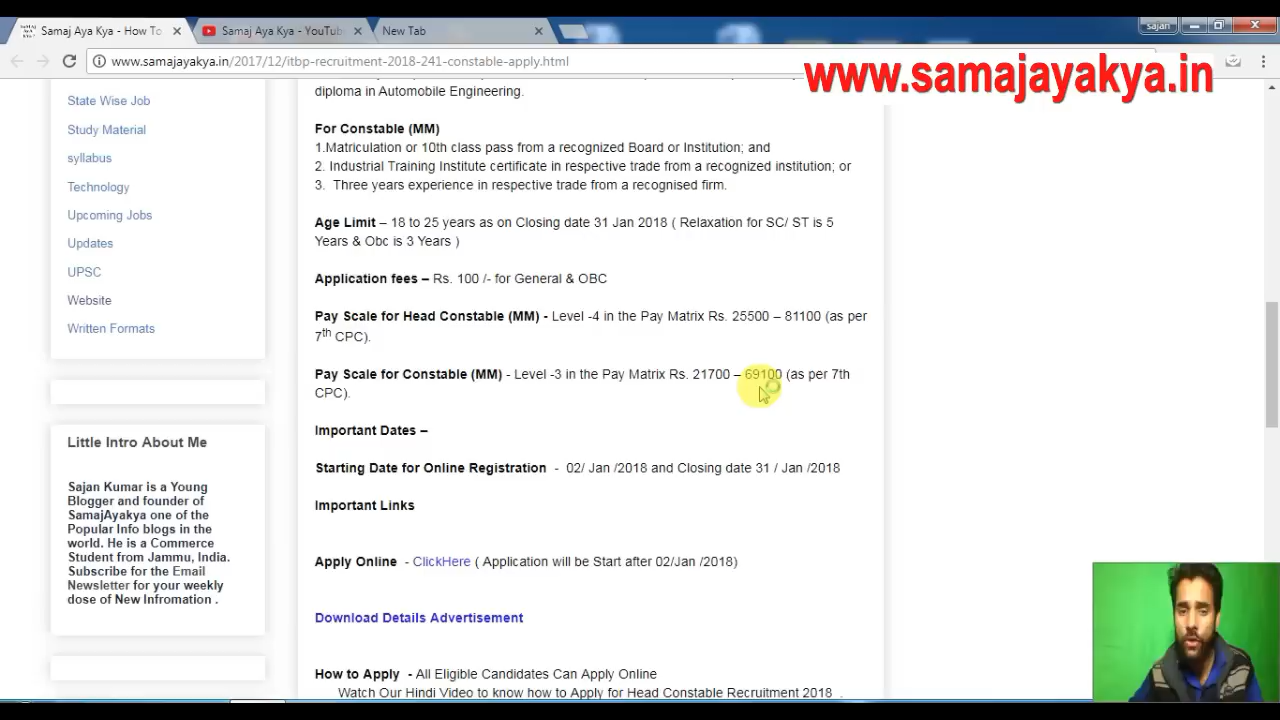 Samaj Aya Kya - How To
Samaj Aya Kya - YouTub
New Tab
sajan
www.samajayakya.in/2017/12/itbp-recruitment-2018-241-constable-apply.html
www.samajayakya.in
State Wise Job
Study Material
syllabus
Technology
Upcoming Jobs
Updates
UPSC
Website
Written Formats
Little Intro About Me
Sajan Kumar is a Young
Blogger and founder of
SamajAyakya one of the
Popular Info blogs in the
world. He is a Commerce
Student from Jammu, India.
Subscribe for the Email
Newsletter for your weekly
dose of New Infromation .
diploma in Automobile Engineering.
For Constable (MM)
1.Matriculation or 10th class pass from a recognized Board or Institution; and
2. Industrial Training Institute certificate in respective trade from a recognized institution; or
3. Three years experience in respective trade from a recognised firm.
Age Limit – 18 to 25 years as on Closing date 31 Jan 2018 ( Relaxation for SC/ ST is 5
Years & Obc is 3 Years )
Application fees – Rs. 100 /- for General & OBC
Pay Scale for Head Constable (MM) - Level -4 in the Pay Matrix Rs. 25500 – 81100 (as per
7th CPC).
Pay Scale for Constable (MM) - Level -3 in the Pay Matrix Rs. 21700 – 69100 (as per 7th
CPC).
Important Dates –
Starting Date for Online Registration - 02/ Jan /2018 and Closing date 31 / Jan /2018
Important Links
Apply Online - ClickHere ( Application will be Start after 02/Jan /2018)
Download Details Advertisement
How to Apply - All Eligible Candidates Can Apply Online
Watch Our Hindi Video to know how to Apply for Head Constable Recruitment 2018 .